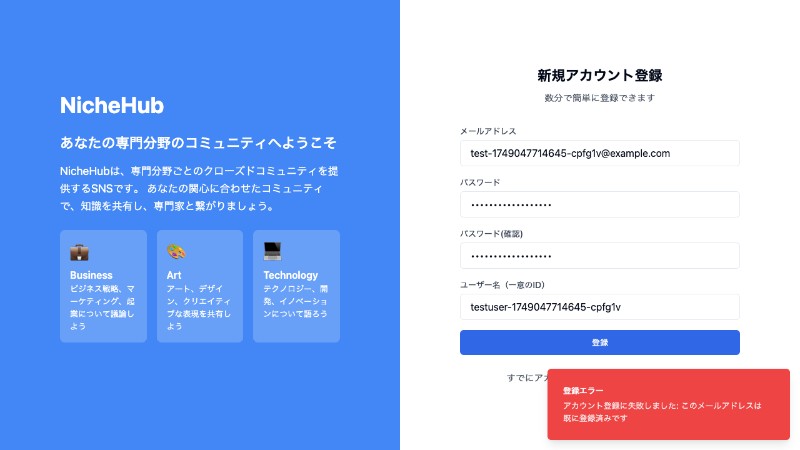 NicheHub
あなたの専門分野のコミュニティへようこそ
NicheHubは、専門分野ごとのクローズドコミュニティを提
供するSNSです。 あなたの関心に合わせたコミュニティ
で、知識を共有し、専門家と繋がりましょう。
Business
ビジネス戦略、マ
ーケティング、起
業について議論し
よう
Art
アート、デザイ
ン、クリエイティ
ブな表現を共有し
よう
Technology
テクノロジー、開
発、イノベーショ
ンについて語ろう
新規アカウント登録
数分で簡単に登録できます
メールアドレス
test-1749047714645-cpfg1v@example.com
パスワード
••••••••••••••••••
パスワード(確認)
••••••••••••••••••
ユーザー名（一意のID）
testuser-1749047714645-cpfg1v
登録
すでにア
登録エラー
アカウント登録に失敗しました: このメールアドレスは
既に登録済みです